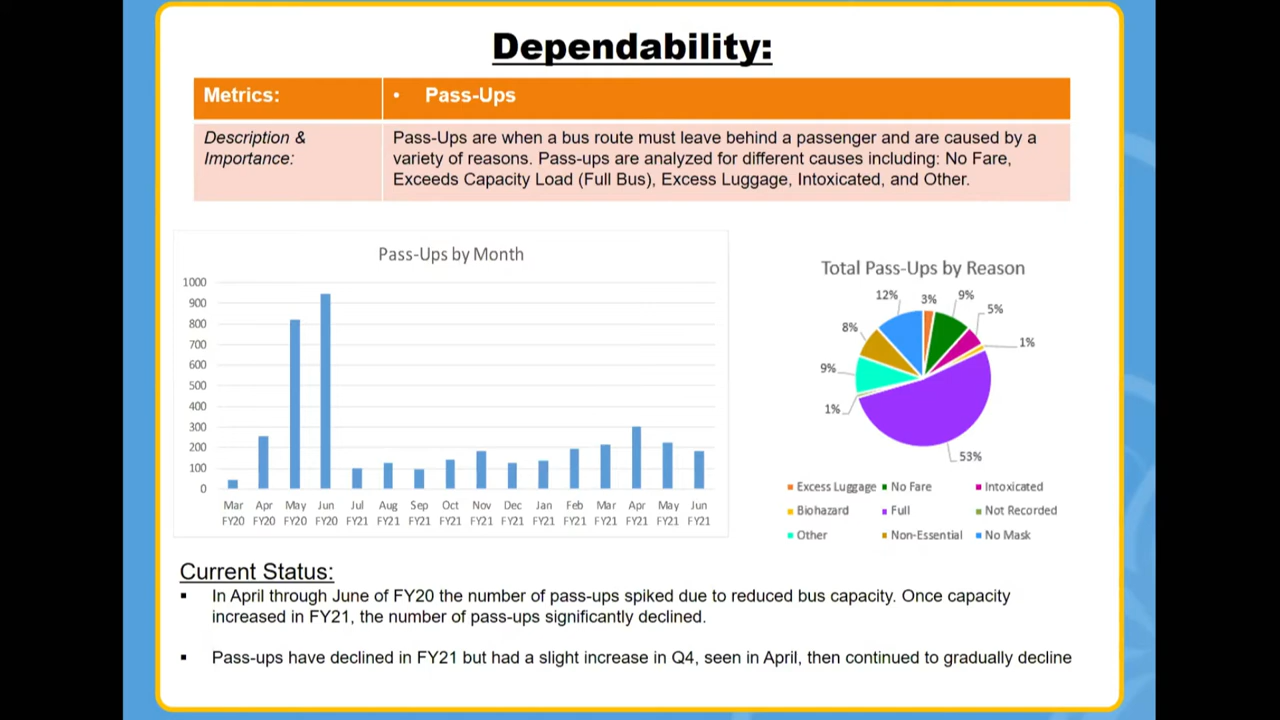 Dependability:
Metrics:
• Pass-Ups
Description &
Importance:
Pass-Ups are when a bus route must leave behind a passenger and are caused by a
variety of reasons. Pass-ups are analyzed for different causes including: No Fare,
Exceeds Capacity Load (Full Bus), Excess Luggage, Intoxicated, and Other.
Pass-Ups by Month
1000
900
800
700
600
500
400
300
200
100
0
Mar Apr May Jun Jul Aug Sep Oct Nov Dec Jan Feb Mar Apr May Jun
FY20 FY20 FY20 FY20 FY21 FY21 FY21 FY21 FY21 FY21 FY21 FY21 FY21 FY21 FY21 FY21
Total Pass-Ups by Reason
12% 3% 9%
5%
8%
1%
9%
1%
53%
Excess Luggage No Fare Intoxicated
Biohazard Full Not Recorded
Other Non-Essential No Mask
Current Status:
▪ In April through June of FY20 the number of pass-ups spiked due to reduced bus capacity. Once capacity
increased in FY21, the number of pass-ups significantly declined.
▪ Pass-ups have declined in FY21 but had a slight increase in Q4, seen in April, then continued to gradually decline